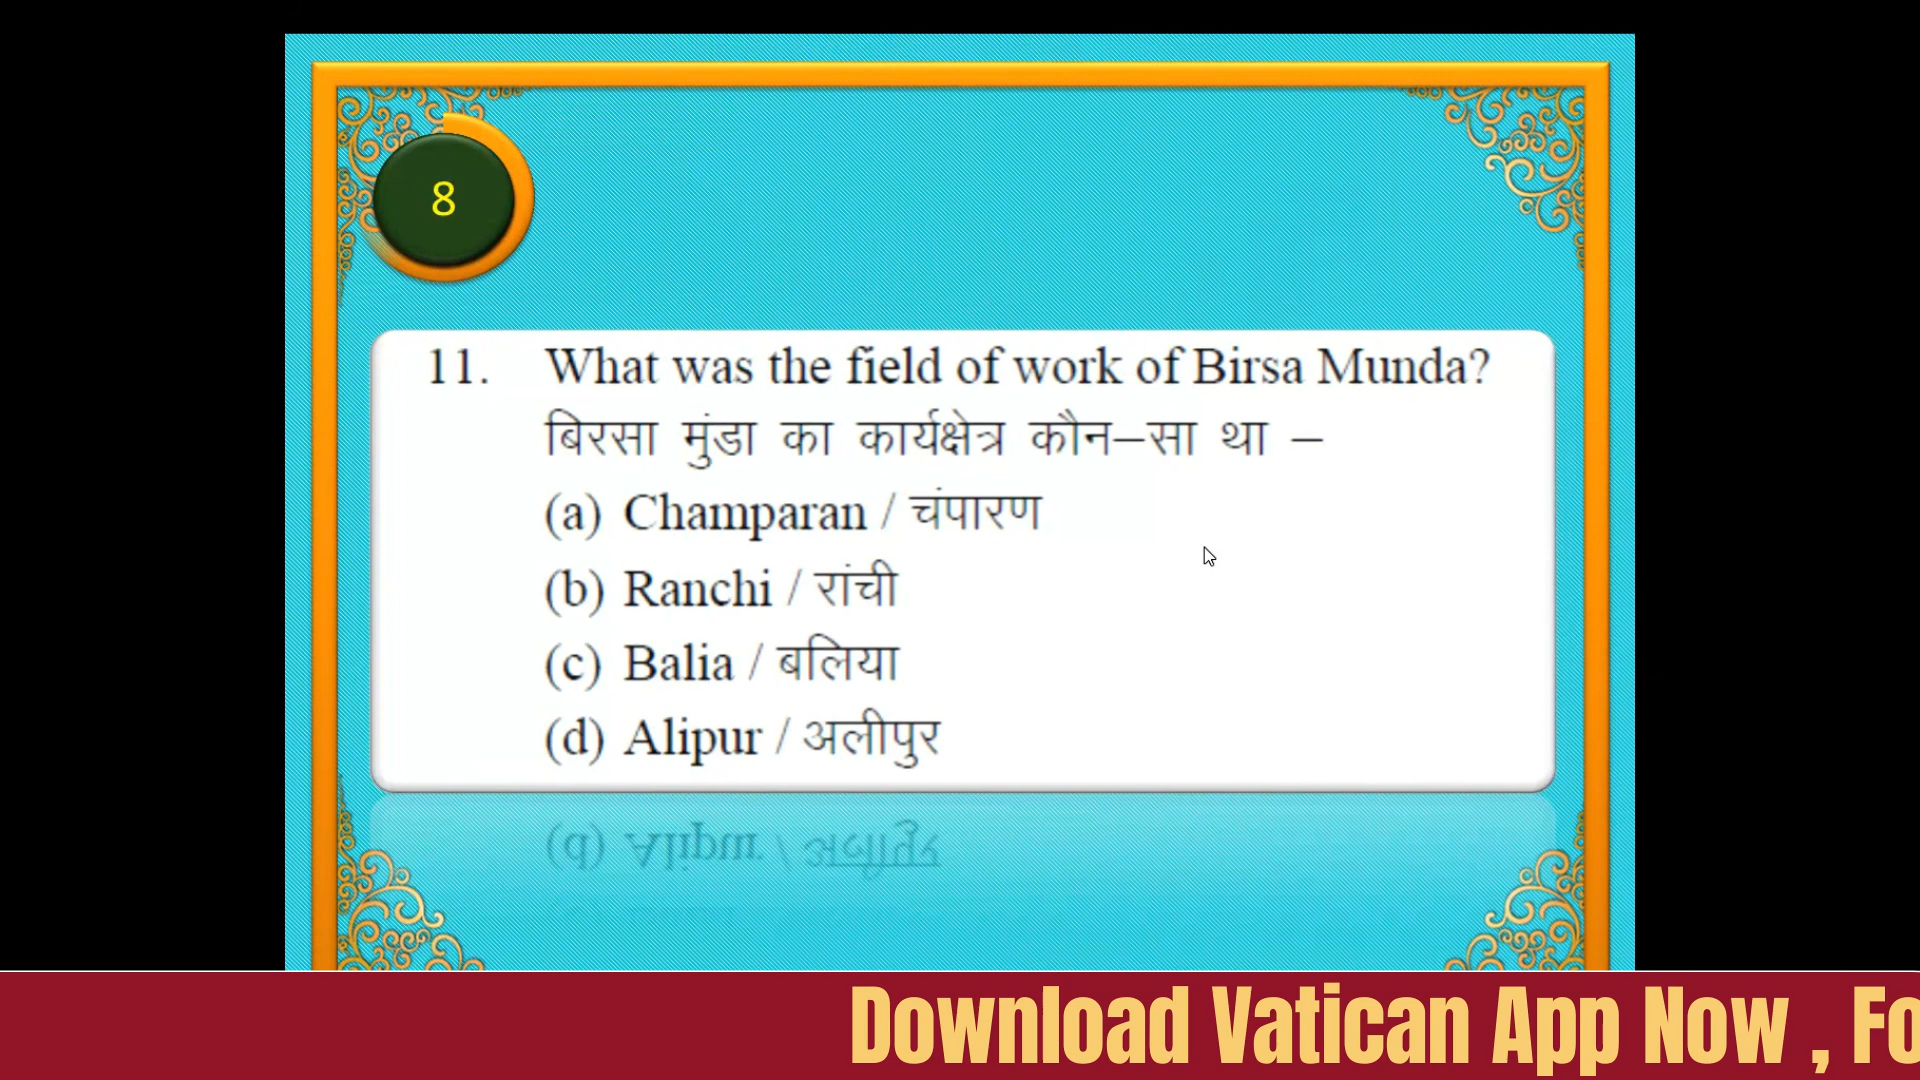 8
11. What was the field of work of Birsa Munda?
बिरसा मुंडा का कार्यक्षेत्र कौन–सा था –
(a) Champaran / चंपारण
(b) Ranchi / रांची
(c) Balia / बलिया
(d) Alipur / अलीपुर
Download Vatican App Now , Fo